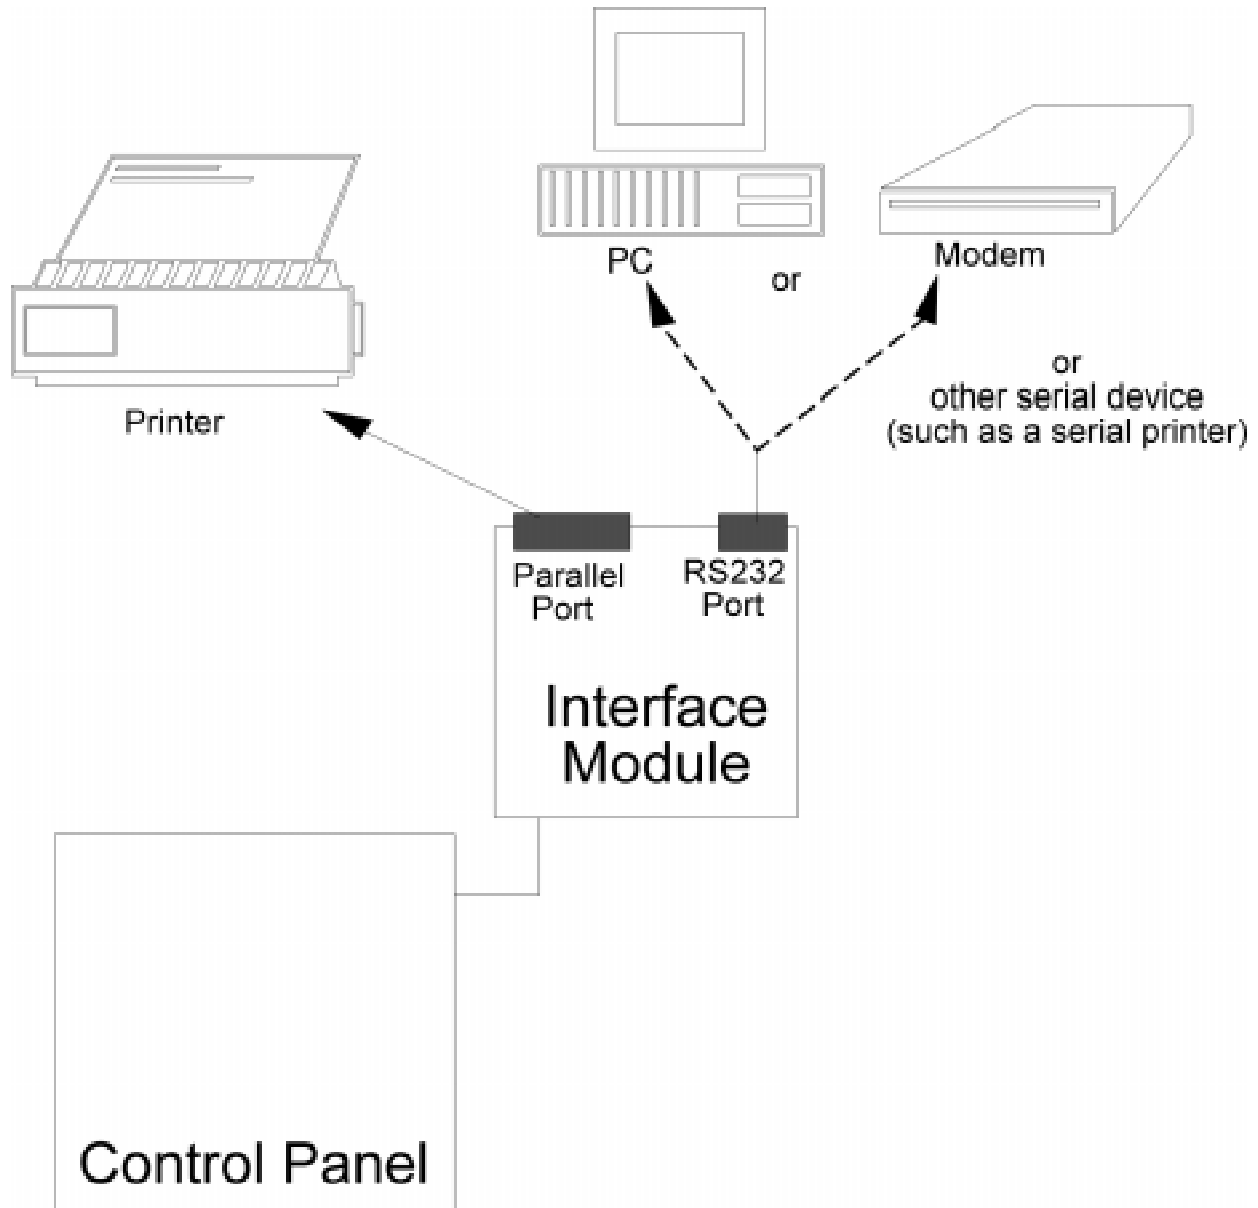 PC
or
Modem
or
other serial device
(such as a serial printer)
Printer
Parallel
Port
RS232
Port
Interface
Module
Control Panel